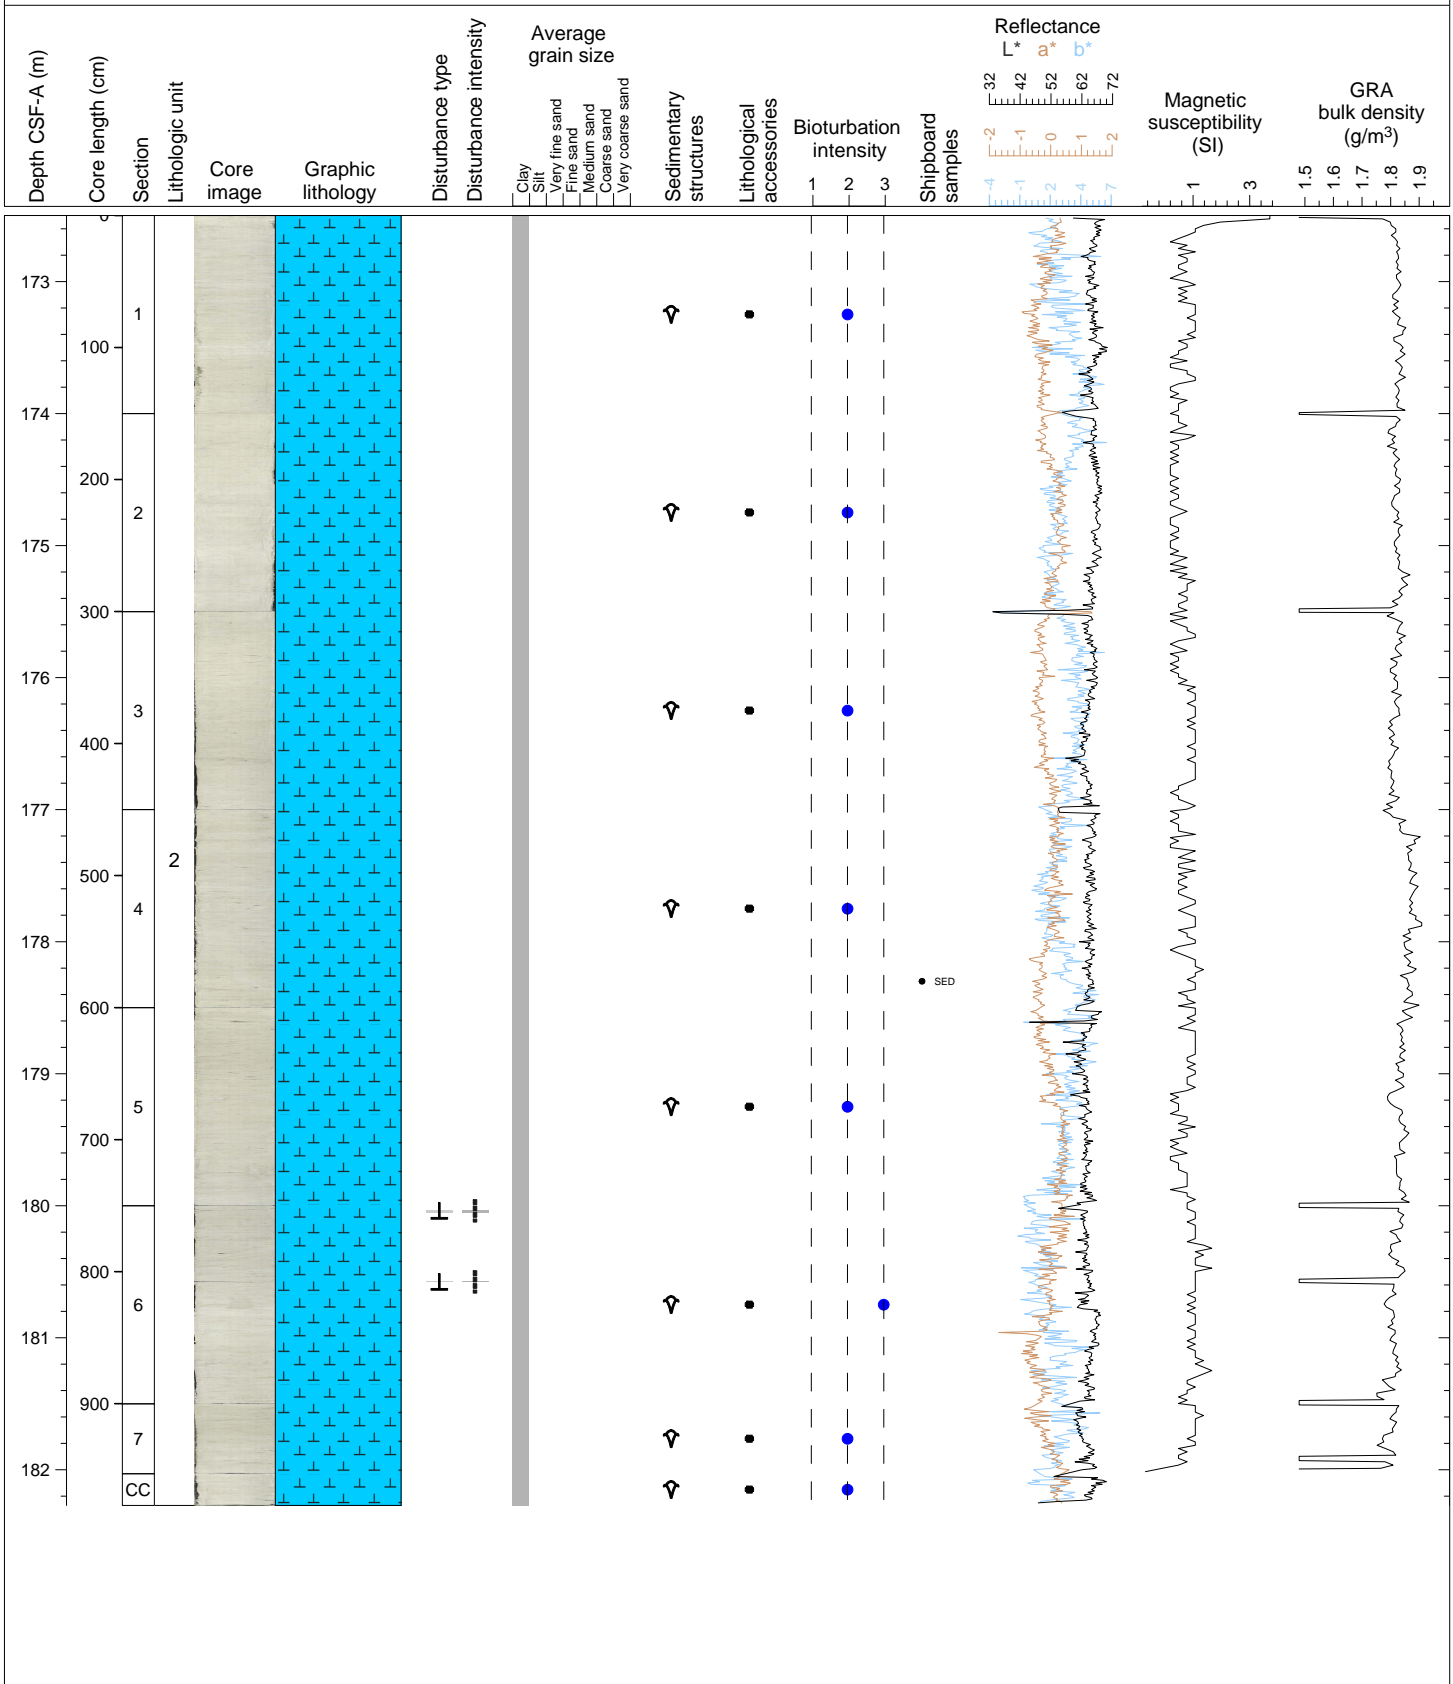 Depth CSF-A (m)
Core length (cm)
Section
Lithologic unit
Core
image
Graphic
lithology
Disturbance type
Disturbance intensity
Average
grain size
Clay
Silt
Very fine sand
Fine sand
Medium sand
Coarse sand
Very coarse sand
Sedimentary
structures
Lithological
accessories
Bioturbation
intensity
1 2 3
Shipboard
samples
Reflectance
L* a* b*
32 42 52 62 72
-2 -1 0 1 2
-4 -1 2 4 7
Magnetic
susceptibility
(SI)
1 3
GRA
bulk density
(g/m³)
1.5 1.6 1.7 1.8 1.9
0
173
1
100
174
200
2
175
300
176
3
400
177
2
500
4
178
SED
600
179
5
700
180
800
6
181
900
7
182
CC